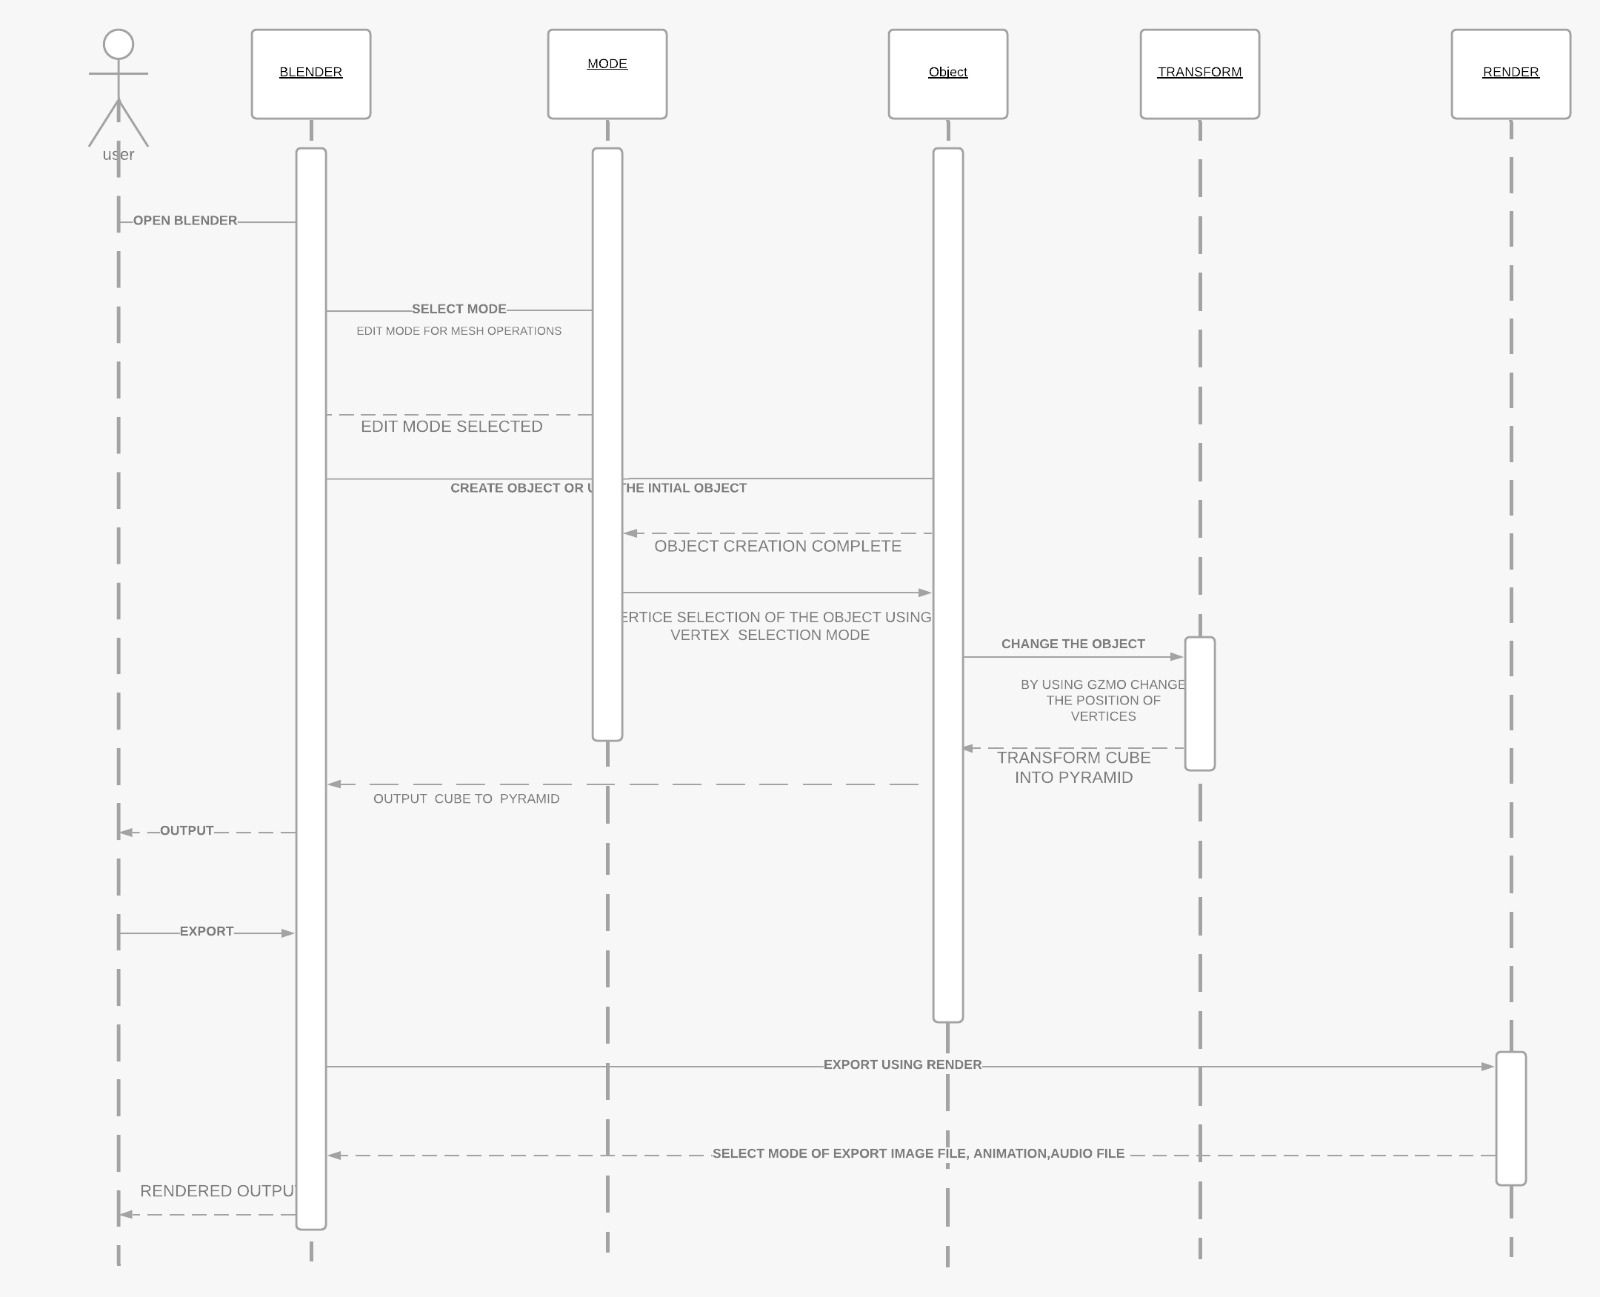 BLENDER
MODE
Object
TRANSFORM
RENDER
user
OPEN BLENDER
SELECT MODE
EDIT MODE FOR MESH OPERATIONS
EDIT MODE SELECTED
CREATE OBJECT OR THE INTIAL OBJECT
OBJECT CREATION COMPLETE
ERTICE SELECTION OF THE OBJECT USING
VERTEX SELECTION MODE
CHANGE THE OBJECT
BY USING GZMO CHANGE
THE POSITION OF
VERTICES
TRANSFORM CUBE
INTO PYRAMID
OUTPUT CUBE TO PYRAMID
OUTPUT
EXPORT
EXPORT USING RENDER
SELECT MODE OF EXPORT IMAGE FILE, ANIMATION,AUDIO FILE
RENDERED OUTPUT